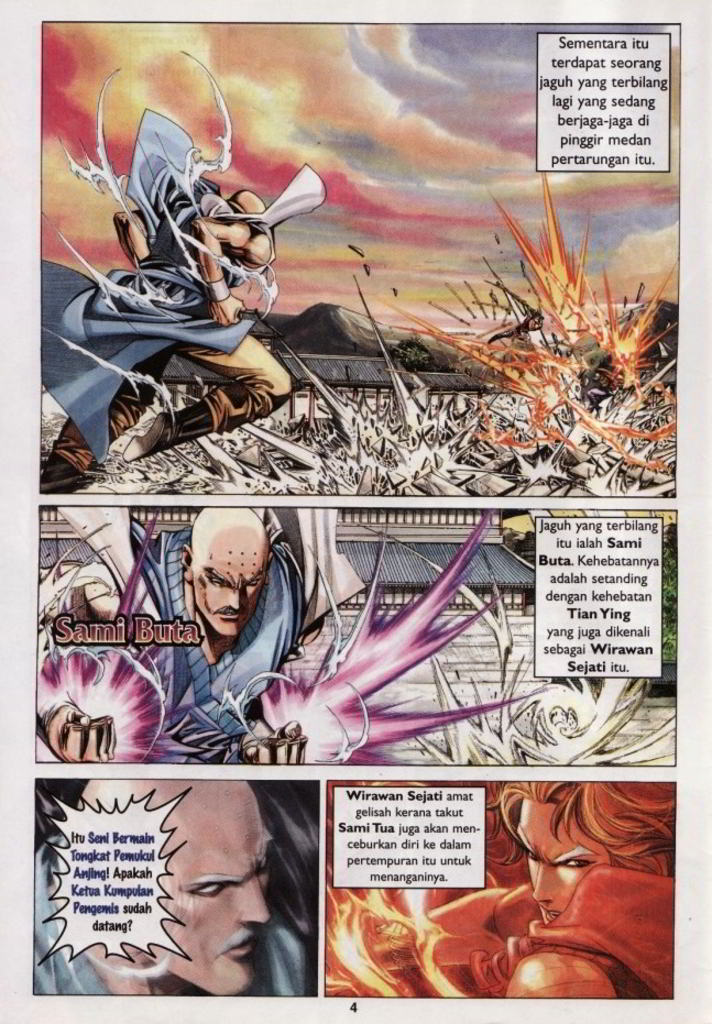 Sementara itu
terdapat seorang
jaguh yang terbilang
lagi yang sedang
berjaga-jaga di
pinggir medan
pertarungan itu.
Jaguh yang terbilang
itu ialah Sami
Buta. Kehebatannya
adalah setanding
dengan kehebatan
Tian Ying
yang juga dikenali
sebagai Wirawan
Sejati itu.
Sami Buta
Itu Seni Bermain
Tongkat Pemukul
Anjing! Apakah
Ketua Kumpulan
Pengemis sudah
datang?
Wirawan Sejati amat
gelisah kerana takut
Sami Tua juga akan men-
ceburkan diri ke dalam
pertempuran itu untuk
menanganinya.
4